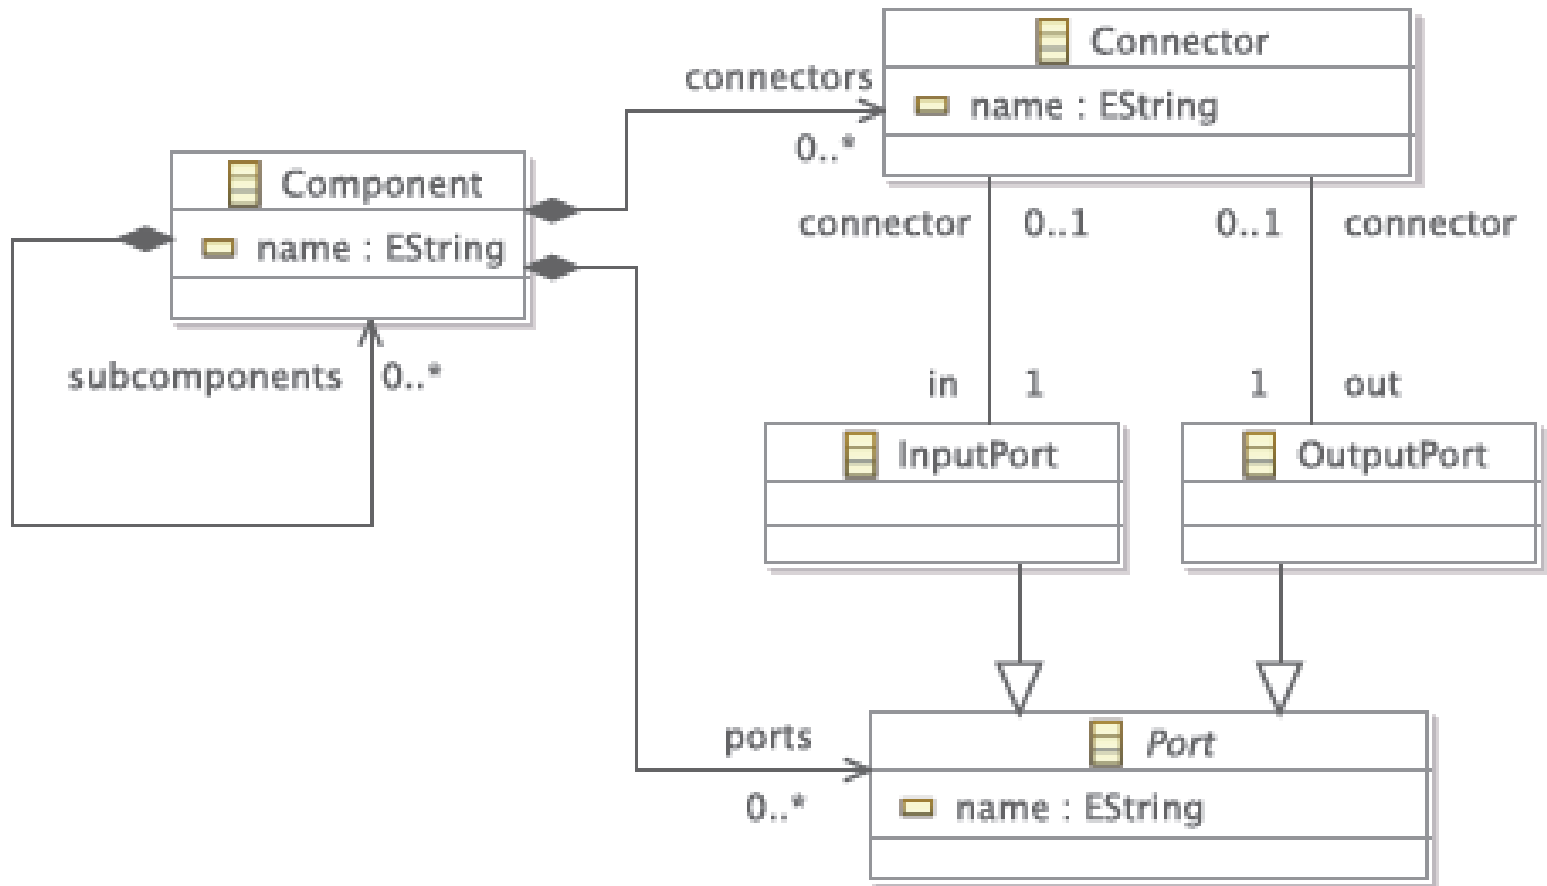 Connector
name : EString
connectors
0..*
Component
name : EString
subcomponents 0..*
connector 0..1
0..1 connector
in 1
1 out
InputPort
OutputPort
ports
0..*
Port
name : EString